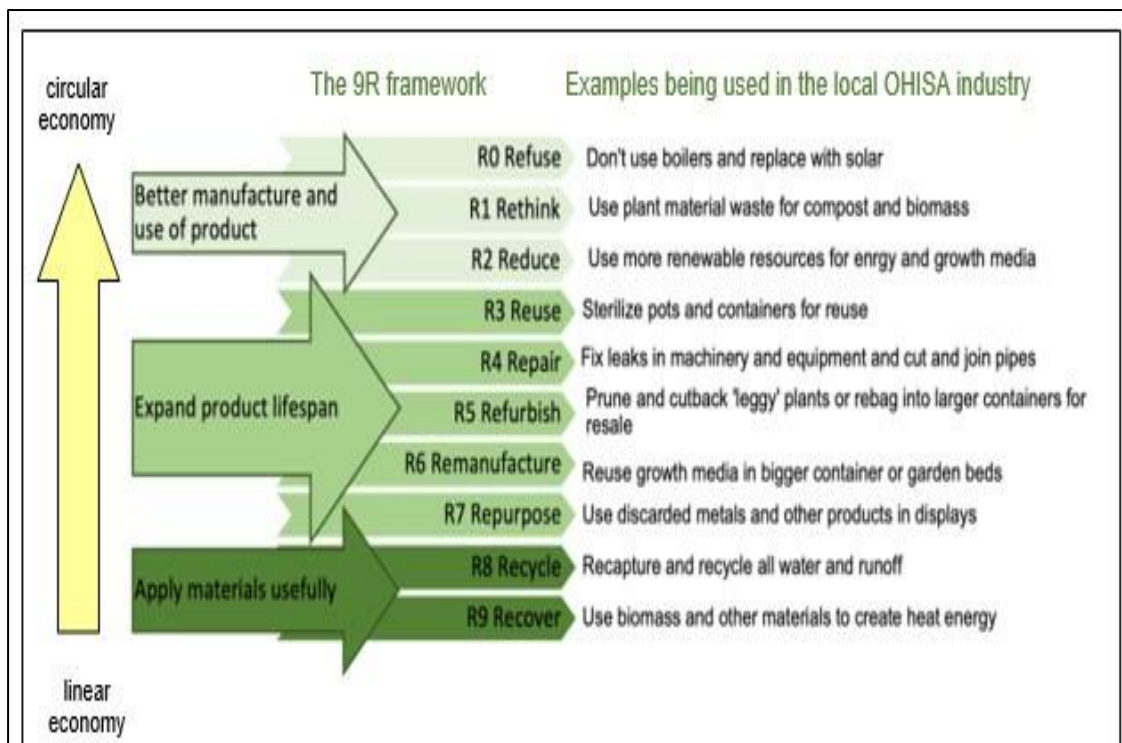 circular
economy
The 9R framework
Examples being used in the local OHISA industry
Better manufacture and
use of product
R0 Refuse
Don't use boilers and replace with solar
R1 Rethink
Use plant material waste for compost and biomass
R2 Reduce
Use more renewable resources for enrgy and growth media
Expand product lifespan
R3 Reuse
Sterilize pots and containers for reuse
R4 Repair
Fix leaks in machinery and equipment and cut and join pipes
R5 Refurbish
Prune and cutback 'leggy' plants or rebag into larger containers for
resale
R6 Remanufacture
Reuse growth media in bigger container or garden beds
R7 Repurpose
Use discarded metals and other products in displays
Apply materials usefully
R8 Recycle
Recapture and recycle all water and runoff
R9 Recover
Use biomass and other materials to create heat energy
linear
economy